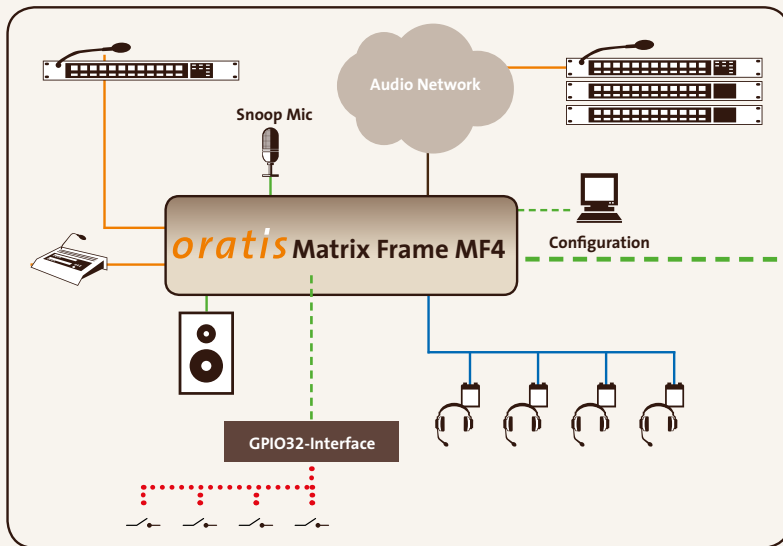 Audio Network
Snoop Mic
oratis Matrix Frame MF4
Configuration
GPIO32-Interface